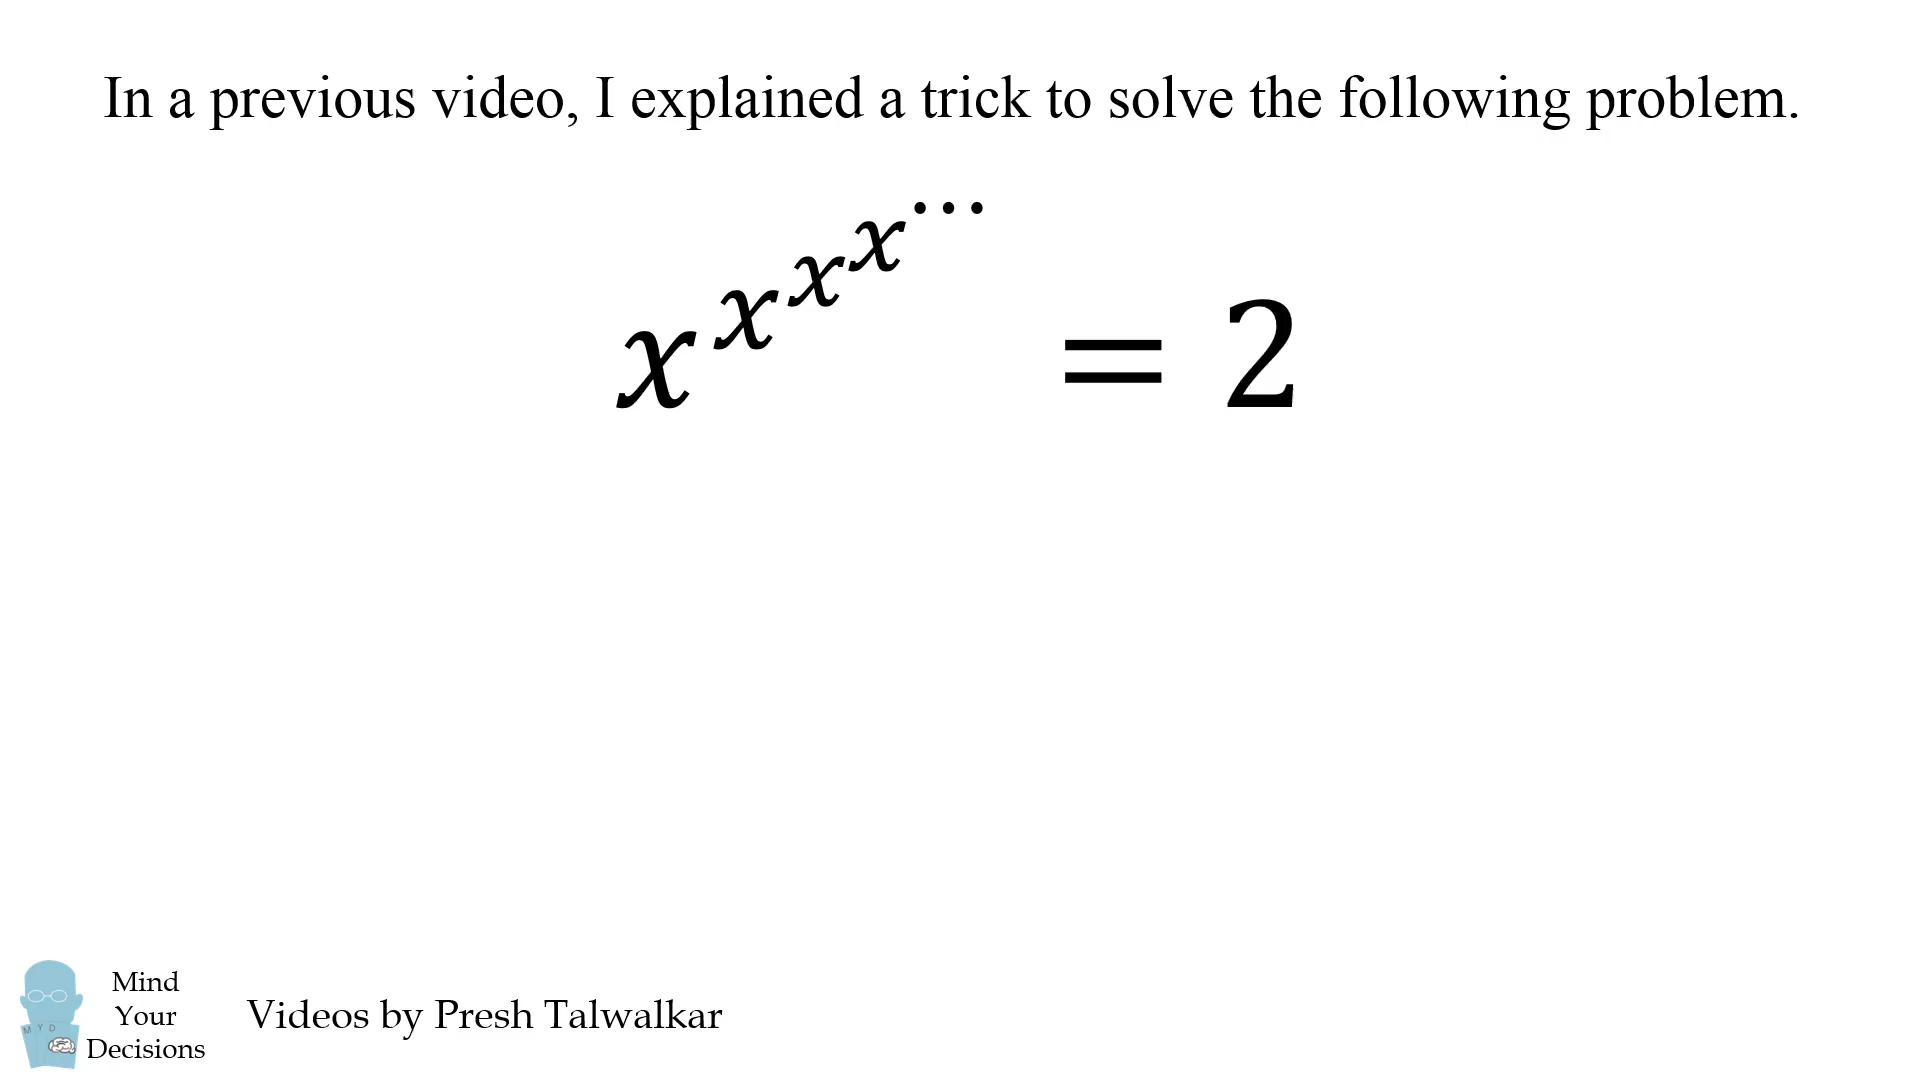 In a previous video, I explained a trick to solve the following problem.
x^x^x^x^... = 2
M Y D
Mind
Your
Decisions
Videos by Presh Talwalkar